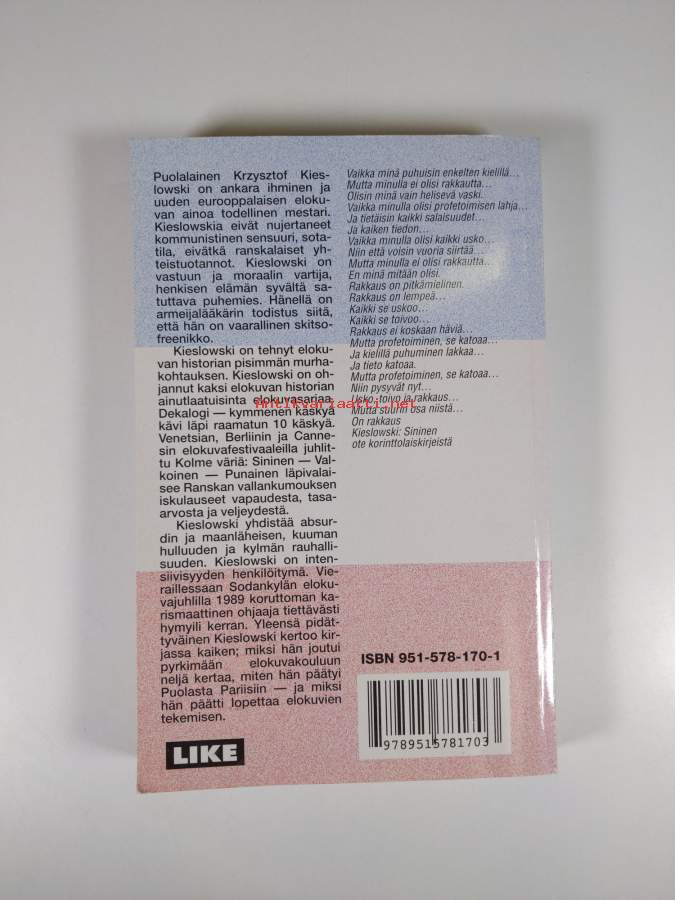 Puolalainen Krzysztof Kies-
lowski on ankara ihminen ja
uuden eurooppalaisen eloku-
van ainoa todellinen mestari.
Kieslowskia eivät nujertaneet
kommunistinen sensuuri, sota-
tila, eivätkä ranskalaiset yh-
teistuotannot. Kieslowski on
vastuun ja moraalin vartija,
henkisen elämän syvältä sa-
tuttava puhemies. Hänellä on
armeijalääkärin todistus siitä,
että hän on vaarallinen skitso-
freenikko.
Kieslowski on tehnyt eloku-
van historian pisimmän murha-
kohtauksen. Kieslowski on oh-
jannut kaksi elokuvan historian
ainutlaatuisinta elokuvasarjaa.
Dekalogi — kymmenen käskyä
kävi läpi raamatun 10 käskyä.
Venetsian, Berliinin ja Canne-
sin elokuvafestivaaleilla juhlit-
tu Kolme väriä: Sininen — Val-
koinen — Punainen läpivalai-
see Ranskan vallankumouksen
iskulauseet vapaudesta, tasa-
arvosta ja veljeydestä.
Kieslowski yhdistää absur-
din ja maanläheisen, kuuman
hulluuden ja kylmän rauhalli-
suuden. Kieslowski on inten-
siivisyyden henkilöitymä. Vie-
raillessaan Sodankylän eloku-
vajuhlilla 1989 koruttoman ka-
rismaattinen ohjaaja tiettävästi
hymyili kerran. Yleensä pidät-
tyväinen Kieslowski kertoo kir-
jassa kaiken; miksi hän joutui
pyrkimään elokuvakouluun
neljä kertaa, miten hän päätyi
Puolasta Pariisiin — ja miksi
hän päätti lopettaa elokuvien
tekemisen.
LIKE
Vaikka minä puhuisin enkelten kielillä...
Mutta minulla ei olisi rakkautta...
Olisin minä vain helisevä vaski.
Vaikka minulla olisi profetoimisen lahja...
Ja tietäisin kaikki salaisuudet...
Ja kaiken tiedon...
Vaikka minulla olisi kaikki usko...
Niin että voisin vuoria siirtää...
Mutta minulla ei olisi rakkautta...
En minä mitään olisi.
Rakkaus on pitkämielinen.
Rakkaus on lempeä...
Kaikki se uskoo...
Kaikki se toivoo...
Rakkaus ei koskaan häviä...
Mutta profetoiminen, se katoaa...
Ja kielillä puhuminen lakkaa...
Ja tieto katoaa.
Mutta profetoiminen, se katoaa...
Niin pysyvät nyt...
Usko, toivo ja rakkaus...
Mutta suurin osa niistä...
On rakkaus
Kieslowski: Sininen
ote korinttolaiskirjeistä
Antikvariaatti.net
ISBN 951-578-170-1
9789515781703